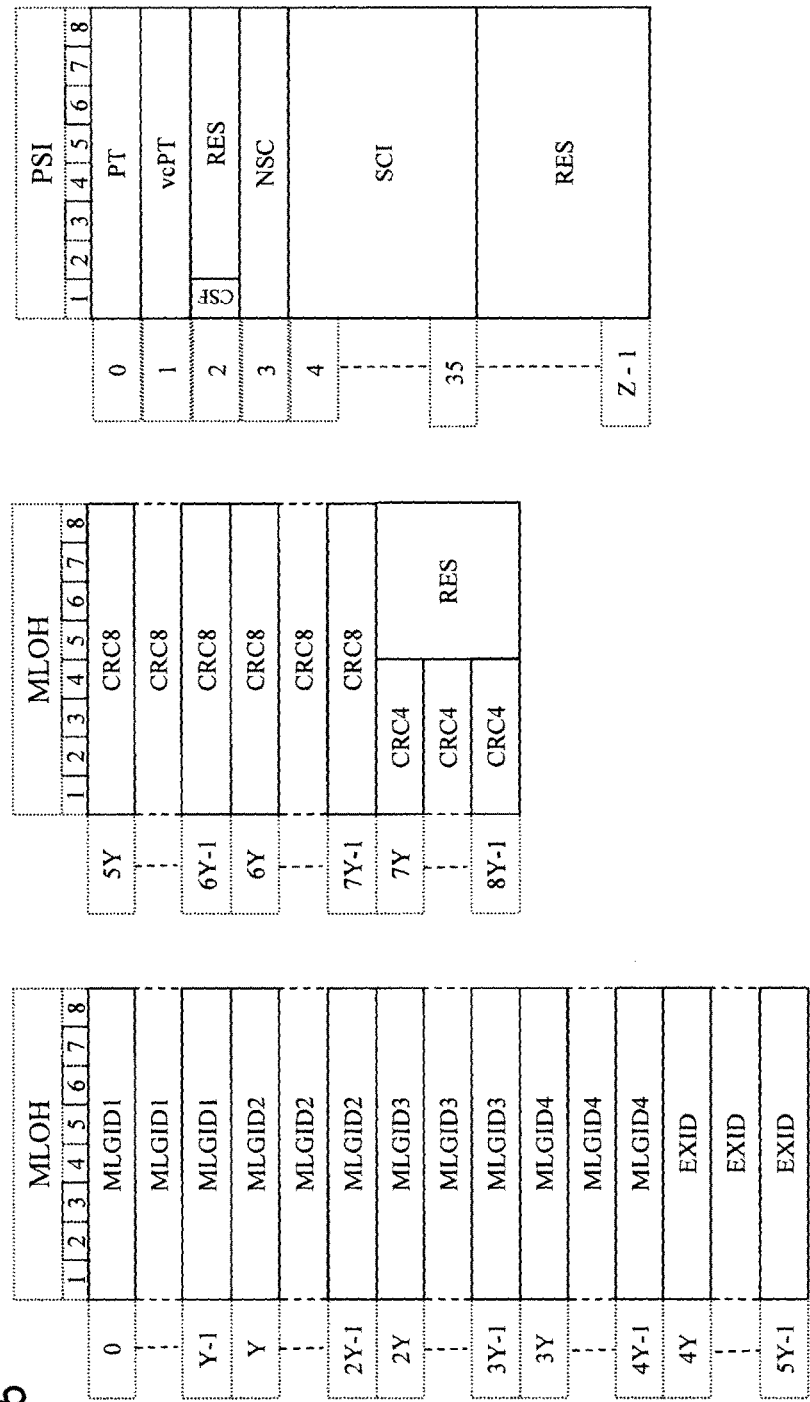 MLOH
1 2 3 4 5 6 7 8
0 MLGID1
MLGID1
Y-1 MLGID1
Y MLGID2
MLGID2
2Y-1 MLGID2
2Y MLGID3
MLGID3
3Y-1 MLGID3
3Y MLGID4
MLGID4
4Y-1 MLGID4
4Y EXID
EXID
5Y-1 EXID
MLOH
1 2 3 4 5 6 7 8
5Y CRC8
CRC8
6Y-1 CRC8
6Y CRC8
CRC8
7Y-1 CRC8
7Y CRC4
CRC4 RES
8Y-1 CRC4
PSI
1 2 3 4 5 6 7 8
0 PT
1 vcPT
2 CSF RES
3 NSC
4
SCI
35
RES
Z - 1